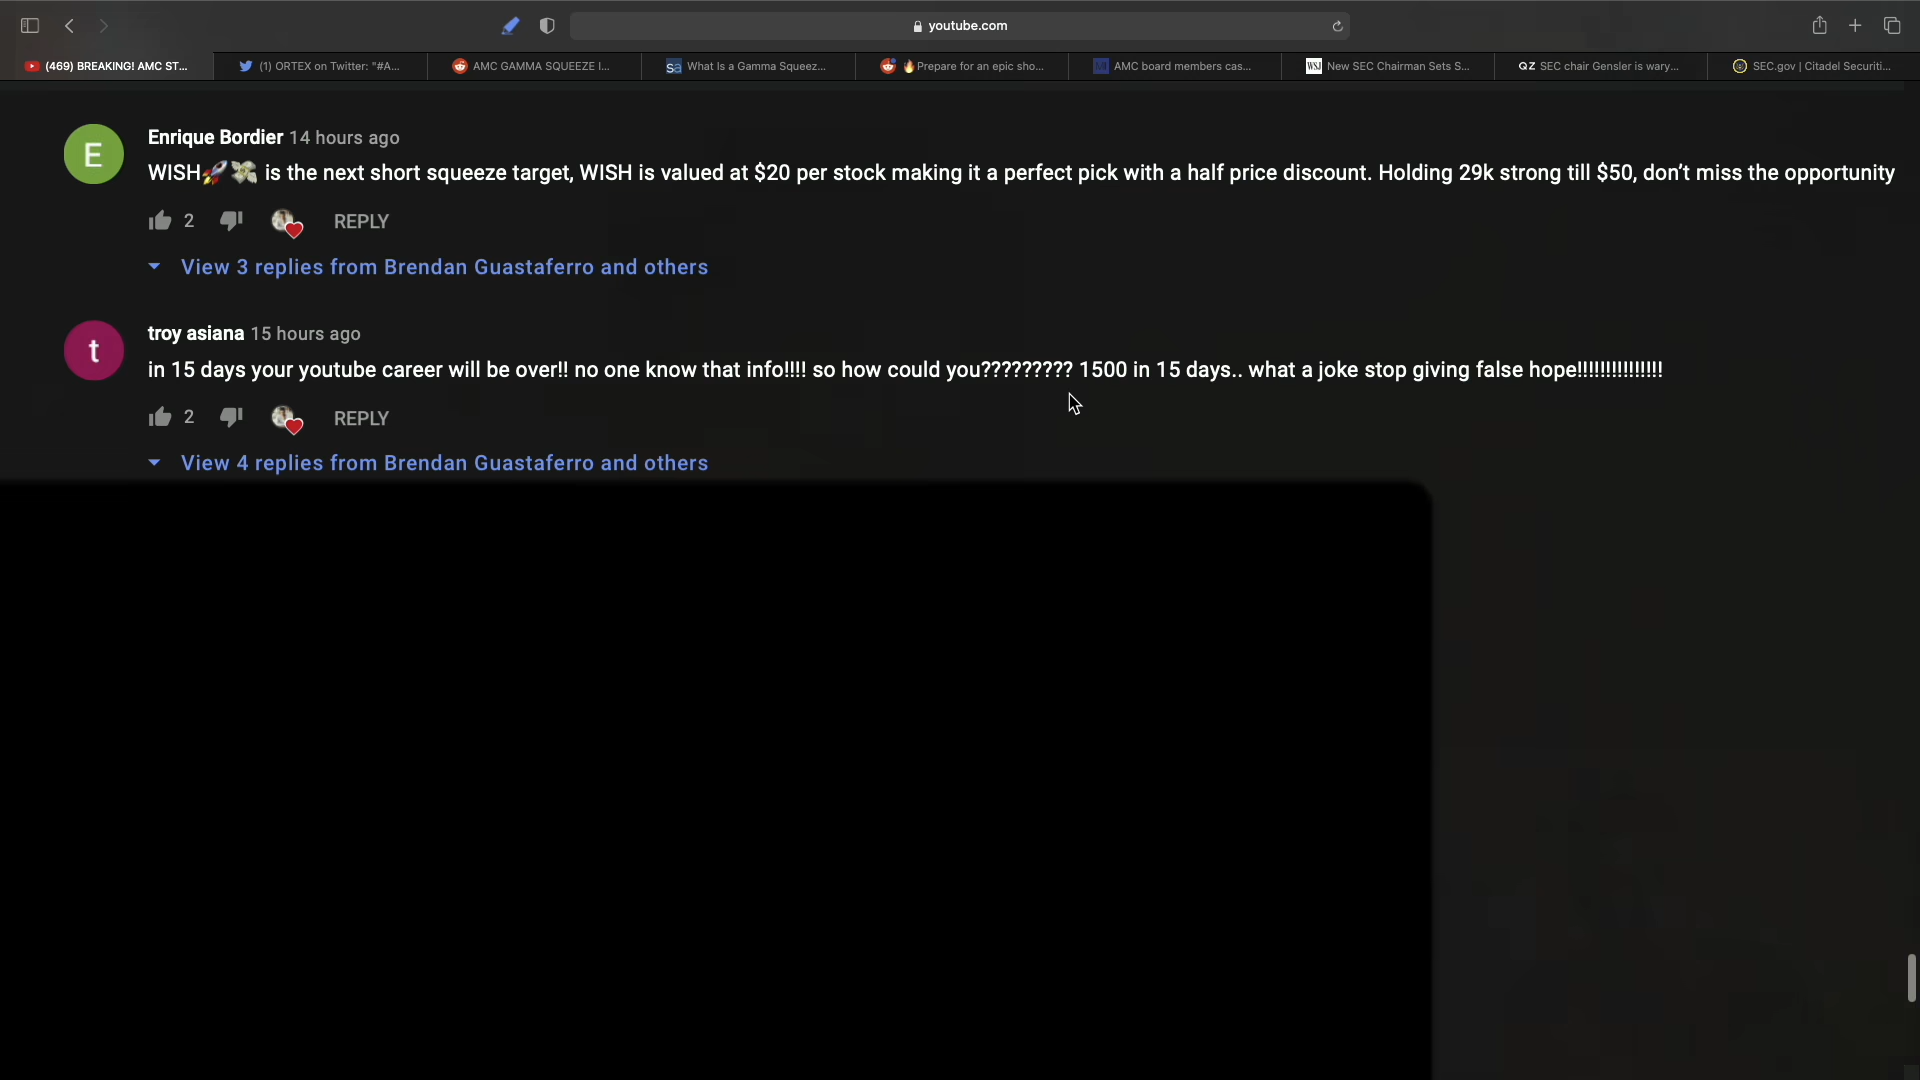 youtube.com
(469) BREAKING! AMC ST...
(1) ORTEX on Twitter: "#A...
AMC GAMMA SQUEEZE I...
sa What Is a Gamma Squeez...
🔥Prepare for an epic sho...
AMC board members cas...
WSJ New SEC Chairman Sets S...
QZ SEC chair Gensler is wary...
SEC.gov | Citadel Securiti...
E
Enrique Bordier 14 hours ago
WISH🚀💸 is the next short squeeze target, WISH is valued at $20 per stock making it a perfect pick with a half price discount. Holding 29k strong till $50, don’t miss the opportunity
2 REPLY
View 3 replies from Brendan Guastaferro and others
t
troy asiana 15 hours ago
in 15 days your youtube career will be over!! no one know that info!!!! so how could you????????? 1500 in 15 days.. what a joke stop giving false hope!!!!!!!!!!!!!!!
2 REPLY
View 4 replies from Brendan Guastaferro and others